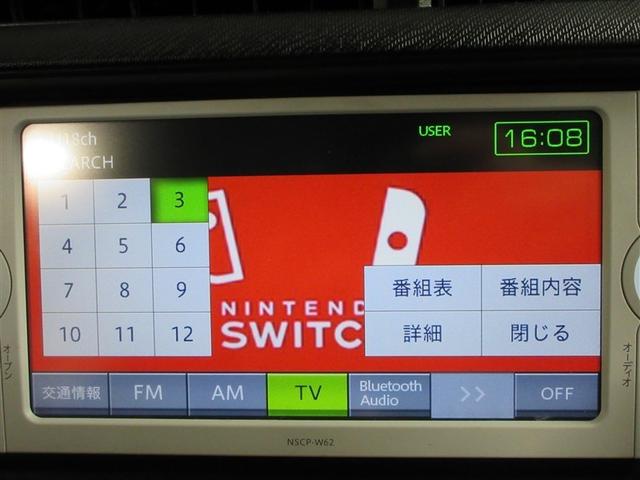 18ch
USER
16:08
ARCH
1 2 3
4 5 6
7 8 9
10 11 12
NINTEND
SWITC
番組表 番組内容
詳細 閉じる
交通情報 FM AM TV Bluetooth Audio >> OFF
オープン
オーディオ
NSCP-W62